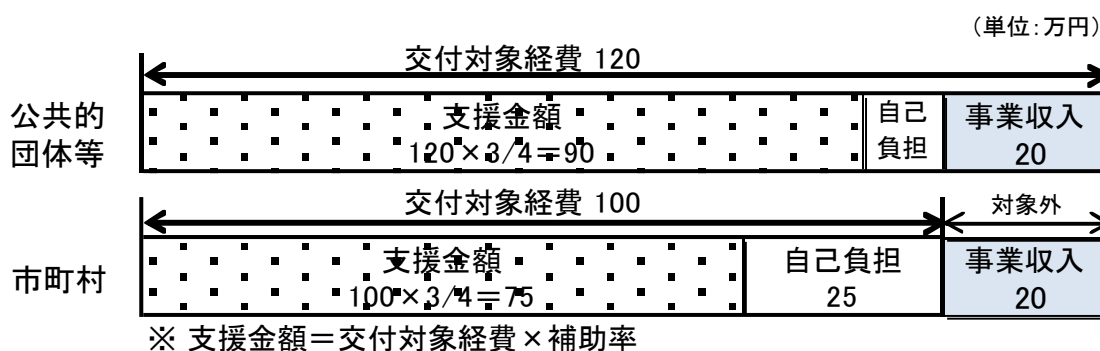 （単位：万円）
交付対象経費 120
公共的
団体等
支援金額
120×3/4＝90
自己
負担
事業収入
20
交付対象経費 100
対象外
市町村
支援金額
100×3/4＝75
自己負担
25
事業収入
20
※ 支援金額＝交付対象経費×補助率